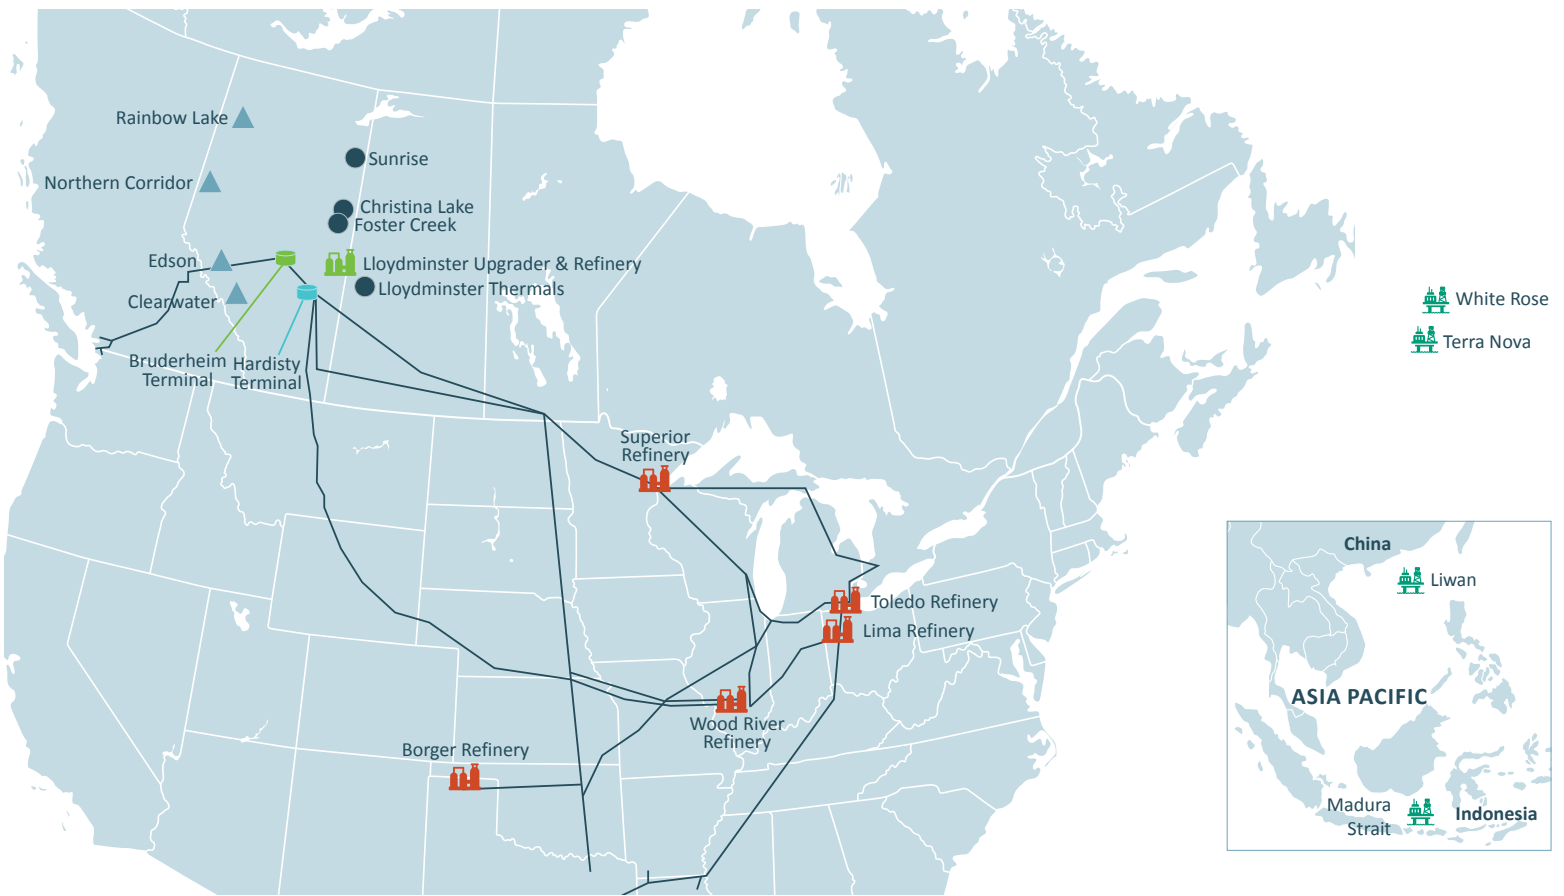 Rainbow Lake
Sunrise
Northern Corridor
Christina Lake
Foster Creek
Edson
Lloydminster Upgrader & Refinery
Lloydminster Thermals
Clearwater
White Rose
Terra Nova
Bruderheim
Terminal
Hardisty
Terminal
Superior
Refinery
China
Liwan
Toledo Refinery
Lima Refinery
ASIA PACIFIC
Wood River
Refinery
Borger Refinery
Madura
Strait
Indonesia